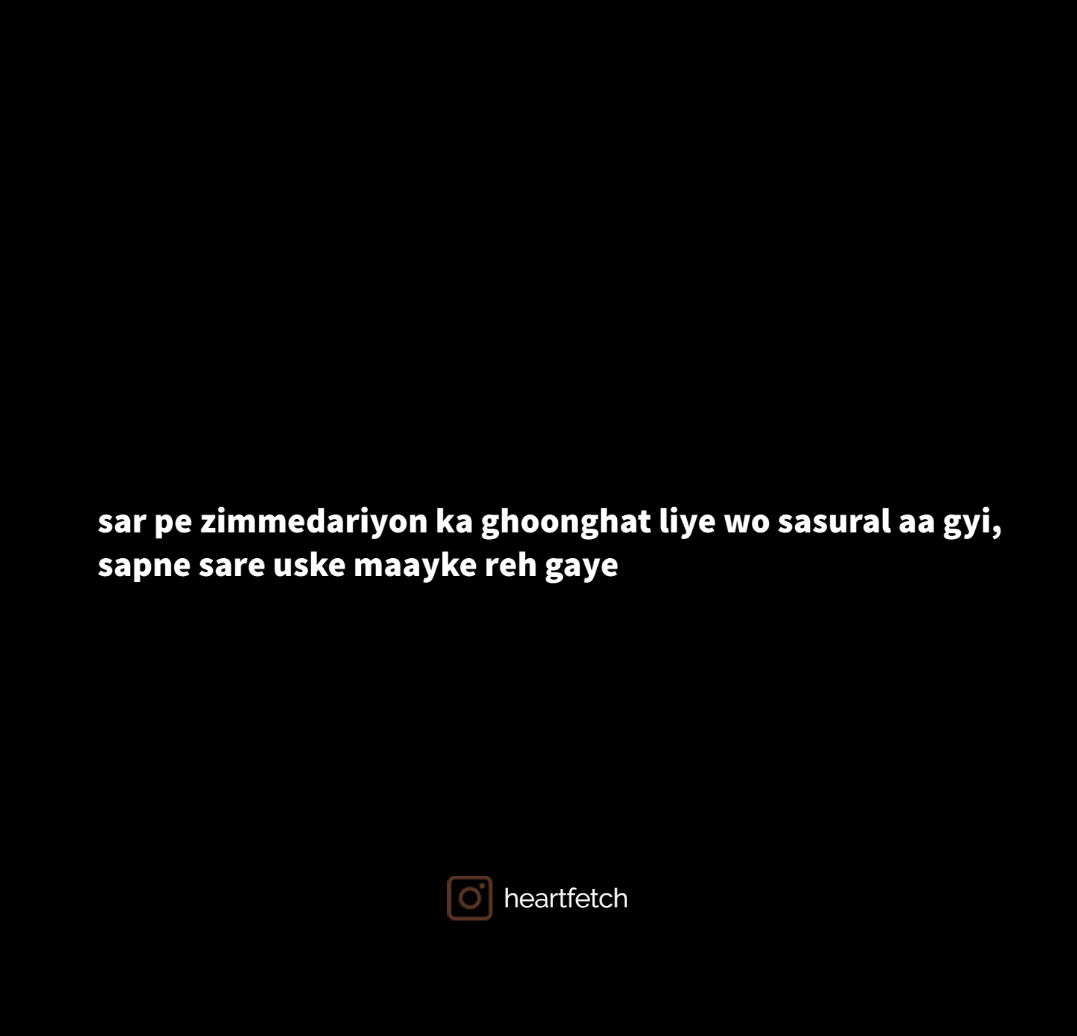 sar pe zimmedariyon ka ghoonghat liye wo sasural aa gyi,
sapne sare uske maayke reh gaye
heartfetch